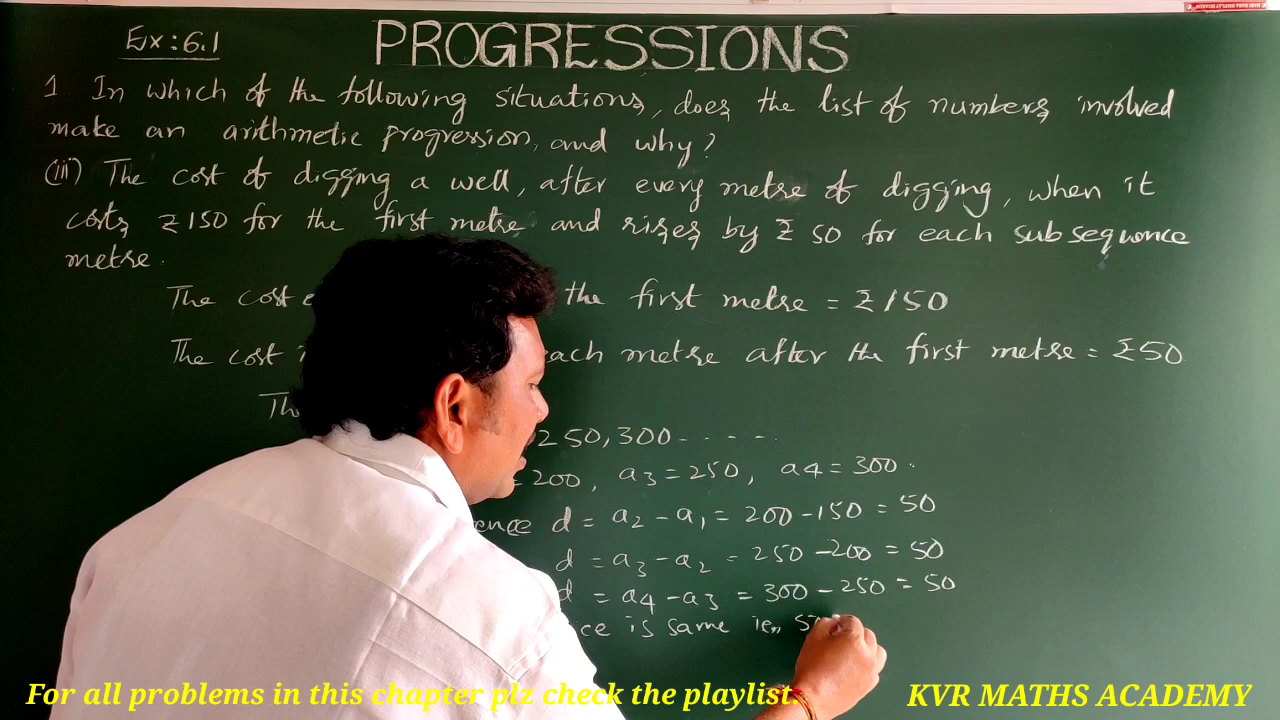 Ex:6.1
PROGRESSIONS
1. In which of the following situations, does the list of numbers involved
make an arithmetic progression, and why?
(iii) The cost of digging a well, after every metre of digging, when it
costs ₹150 for the first metre and rises by ₹ 50 for each subsequence
metre.
The cost the first metre = ₹150
The cost each metre after the first metre = ₹50
250, 300 - - - - -.
= 200, a3 = 250, a4 = 300.
d = a2 - a1 = 200 - 150 = 50
d = a3 - a2 = 250 - 200 = 50
d = a4 - a3 = 300 - 250 = 50
is same ie.,
For all problems in this chapter plz check the playlist.
KVR MATHS ACADEMY